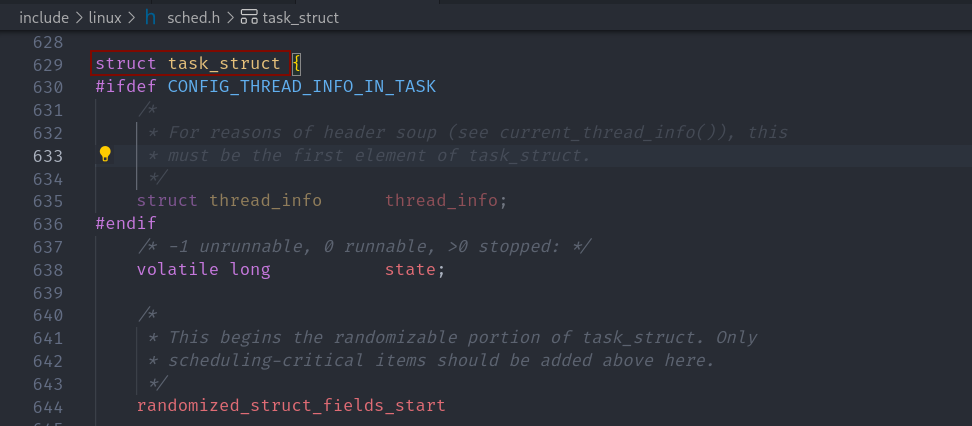 include > linux > h sched.h > task_struct
628
629 struct task_struct {
630 #ifdef CONFIG_THREAD_INFO_IN_TASK
631 /*
632 * For reasons of header soup (see current_thread_info()), this
633 * must be the first element of task_struct.
634 */
635 struct thread_info thread_info;
636 #endif
637 /* -1 unrunnable, 0 runnable, >0 stopped: */
638 volatile long state;
639
640 /*
641 * This begins the randomizable portion of task_struct. Only
642 * scheduling-critical items should be added above here.
643 */
644 randomized_struct_fields_start